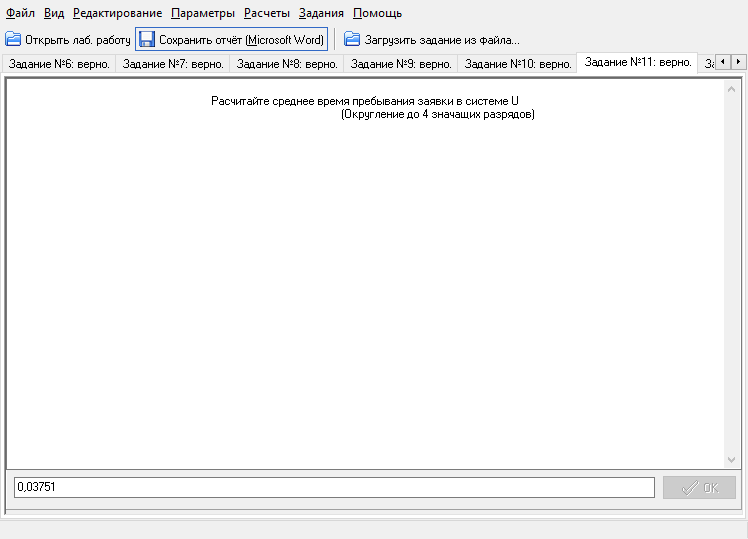 Файл Вид Редактирование Параметры Расчеты Задания Помощь
Открыть лаб. работу Сохранить отчёт (Microsoft Word) Загрузить задание из файла...
Задание №6: верно. Задание №7: верно. Задание №8: верно. Задание №9: верно. Задание №10: верно. Задание №11: верно.
Расчитайте среднее время пребывания заявки в системе U
(Округление до 4 значащих разрядов)
0,03751 OK